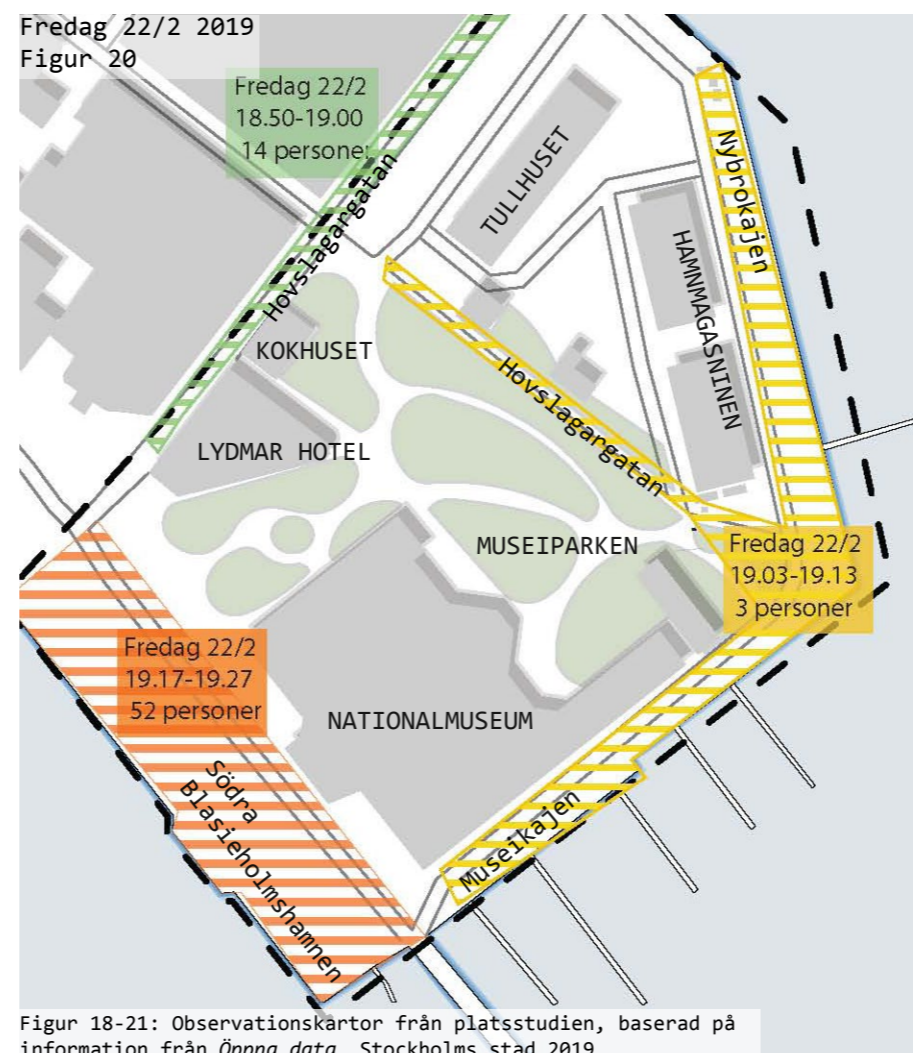 Fredag 22/2 2019
Figur 20
Fredag 22/2
18.50-19.00
14 personer
Hovslagargatan
TULLHUSET
Nybrokajen
HAMNMAGASNINEN
KOKHUSET
Hovslagargatan
LYDMAR HOTEL
MUSEIPARKEN
Fredag 22/2
19.03-19.13
3 personer
Fredag 22/2
19.17-19.27
52 personer
NATIONALMUSEUM
Södra
Blasieholmshamnen
Museikajen
Figur 18-21: Observationskartor från platsstudien, baserad på
information från Öppna data, Stockholms stad 2019